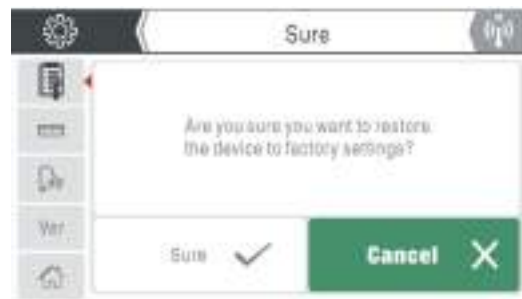 Sure
Are you sure you want to restore
the device to factory settings?
Ver
Sure
Cancel